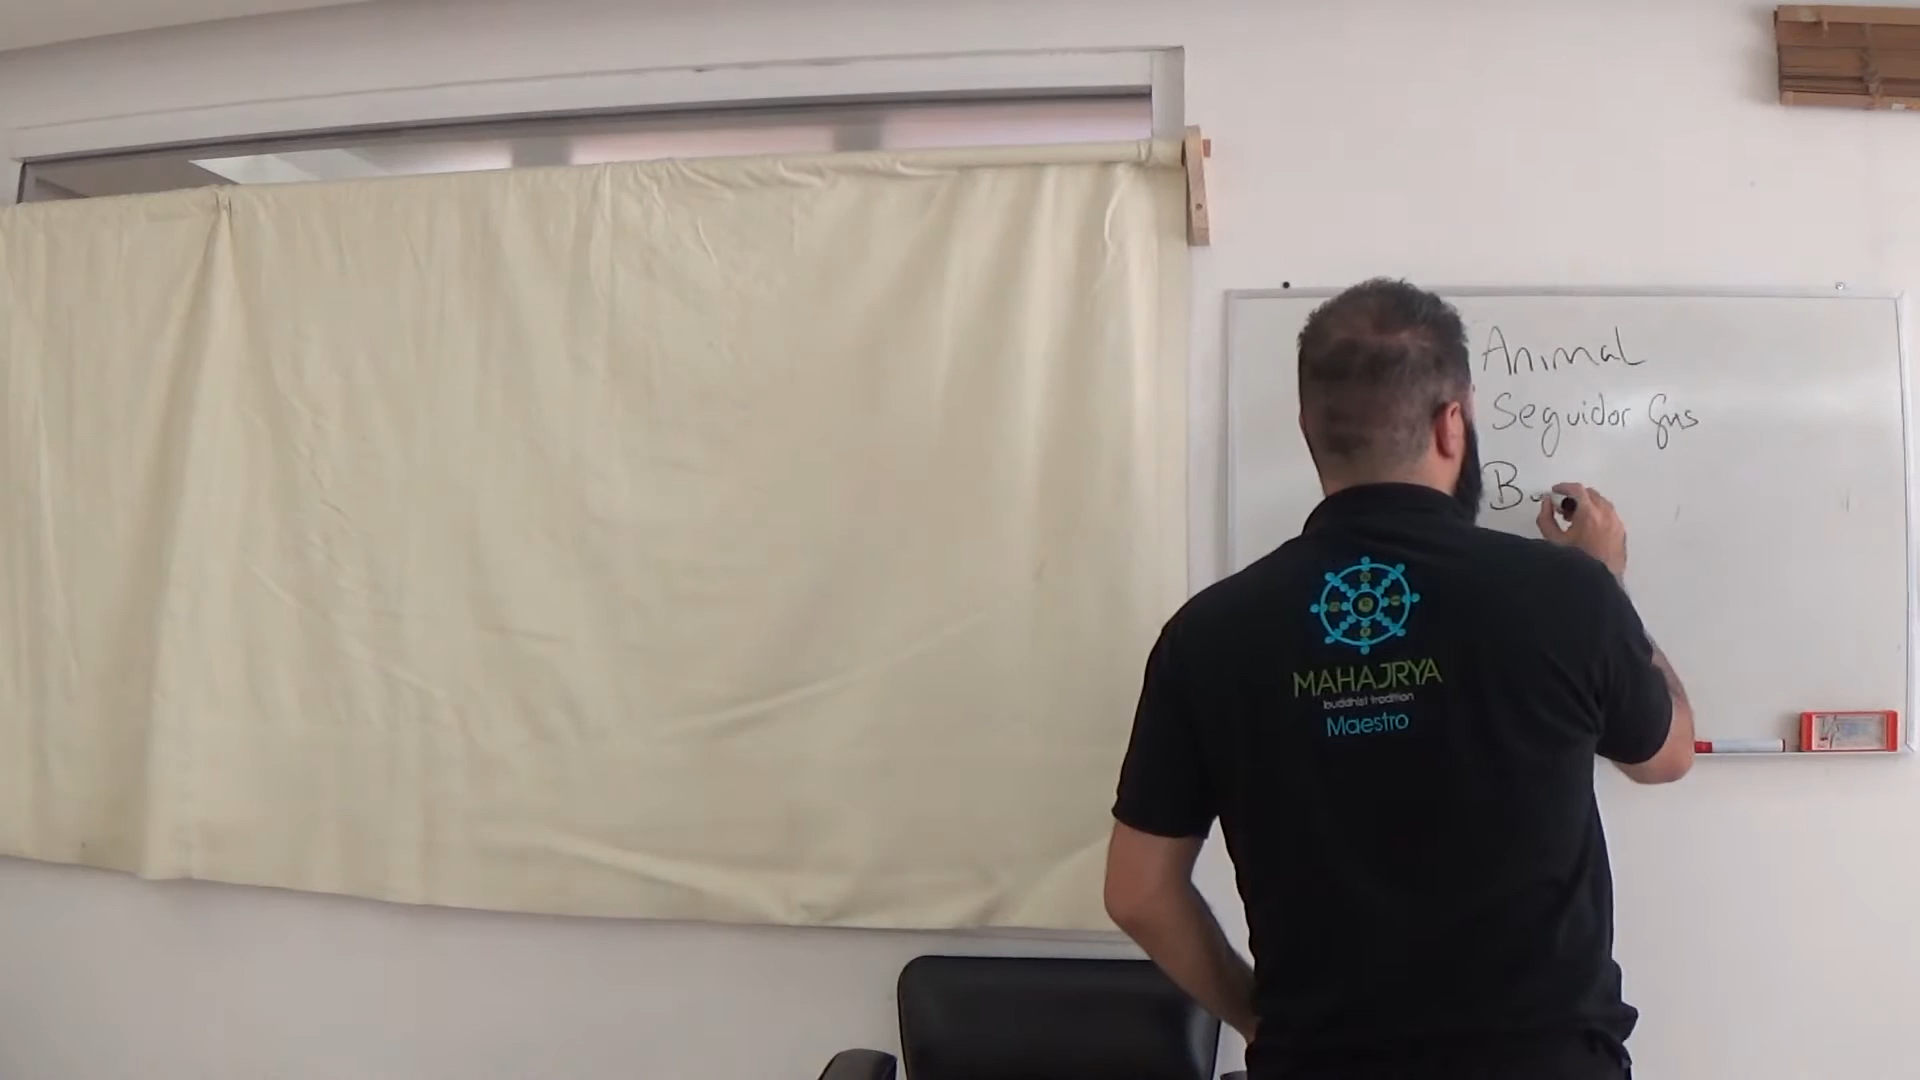 Animal
Seguidor
B
MAHAJRYA
buddhist tradition
Maestro